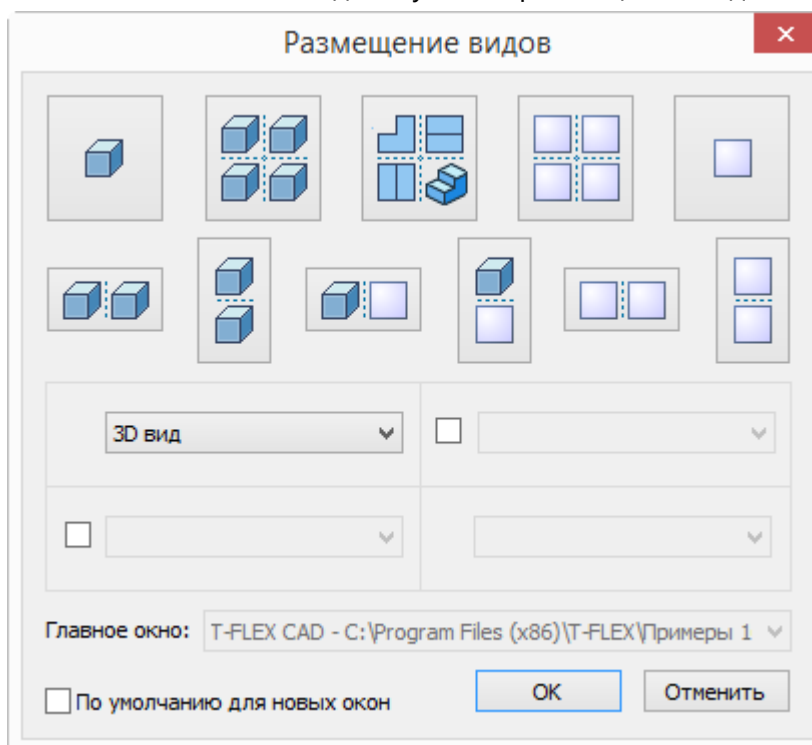 Размещение видов
3D вид
Главное окно: T-FLEX CAD - C:\Program Files (x86)\T-FLEX\Примеры 1
По умолчанию для новых окон
OK
Отменить